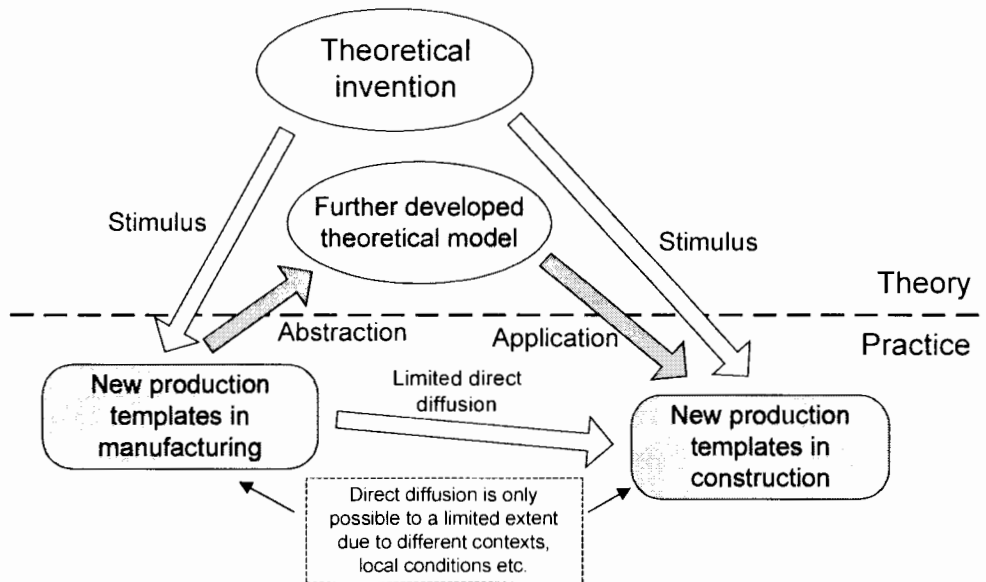 Theoretical
invention
Further developed
theoretical model
Stimulus
Stimulus
Theory
Abstraction
Application
Practice
New production
templates in
manufacturing
Limited direct
diffusion
New production
templates in
construction
Direct diffusion is only
possible to a limited extent
due to different contexts,
local conditions etc.